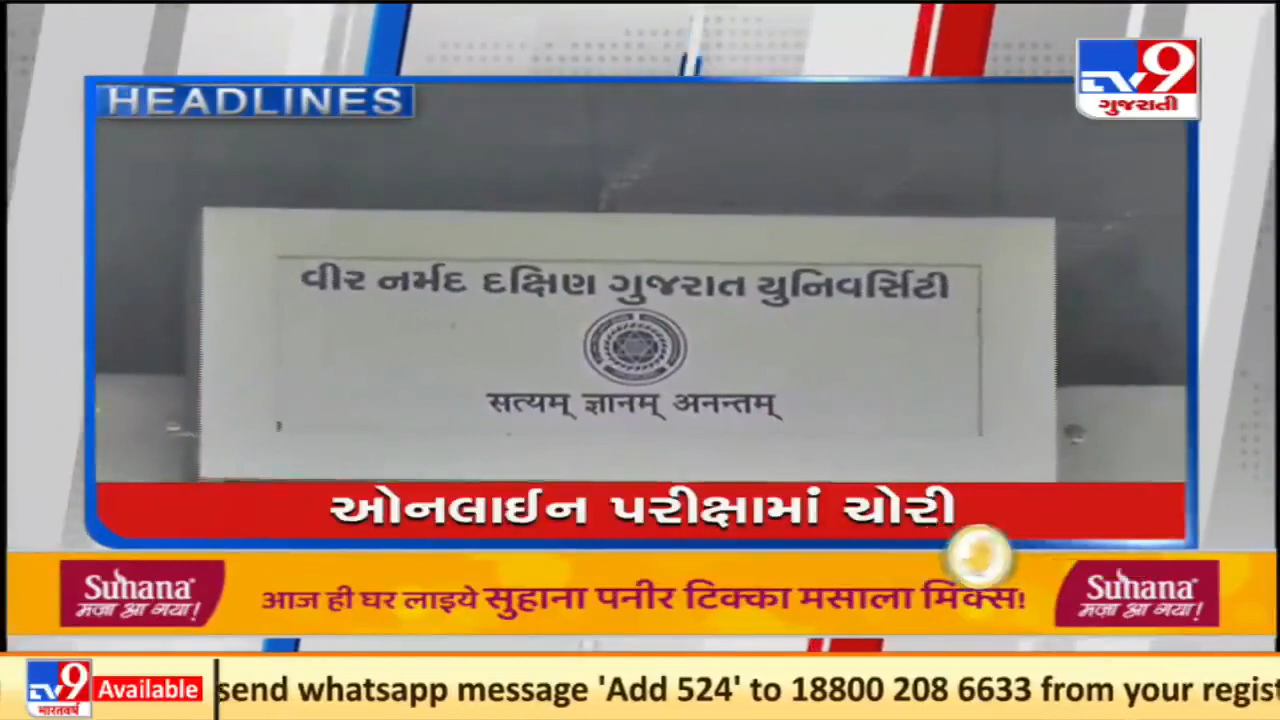 HEADLINES
TV9
ગુજરાતી
વીર નર્મદ દક્ષિણ ગુજરાત યુનિવર્સિટી
सत्यम् ज्ञानम् अनन्तम्
ઓનલાઈન પરીક્ષામાં ચોરી
Suhana
मज़ा आ गया!
आज ही घर लाइये सुहाना पनीर टिक्का मसाला मिक्स!
Suhana
मज़ा आ गया!
TV9
भारतवर्ष
Available
send whatsapp message 'Add 524' to 18800 208 6633 from your regist